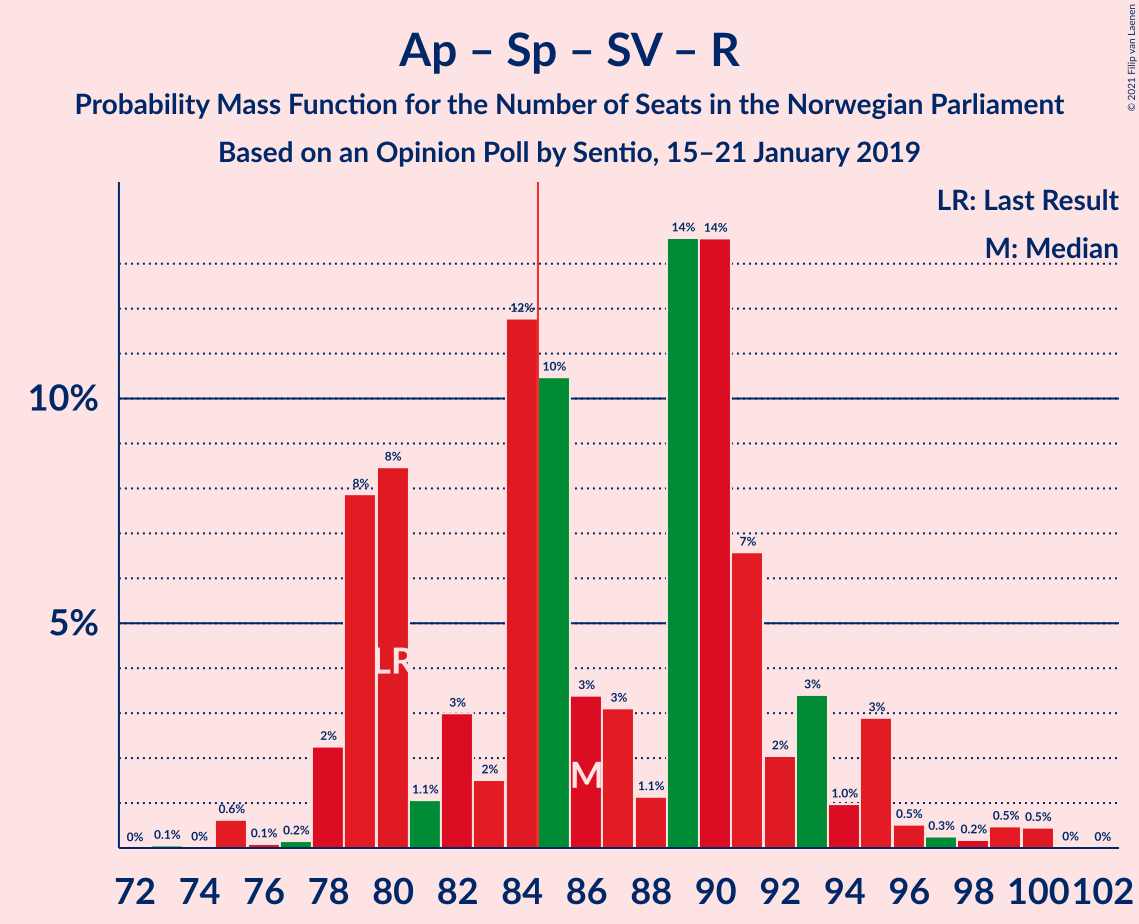 Ap – Sp – SV – R
Probability Mass Function for the Number of Seats in the Norwegian Parliament
Based on an Opinion Poll by Sentio, 15–21 January 2019
© 2021 Filip van Laenen
LR: Last Result
M: Median
10%
5%
0% 0.1% 0% 0.6% 0.1% 0.2% 2% 8% 8% 1.1% 3% 2% 12% 10% 3% 3% 1.1% 14% 14% 7% 2% 3% 1.0% 3% 0.5% 0.3% 0.2% 0.5% 0.5% 0% 0%
LR
M
72 74 76 78 80 82 84 86 88 90 92 94 96 98 100 102